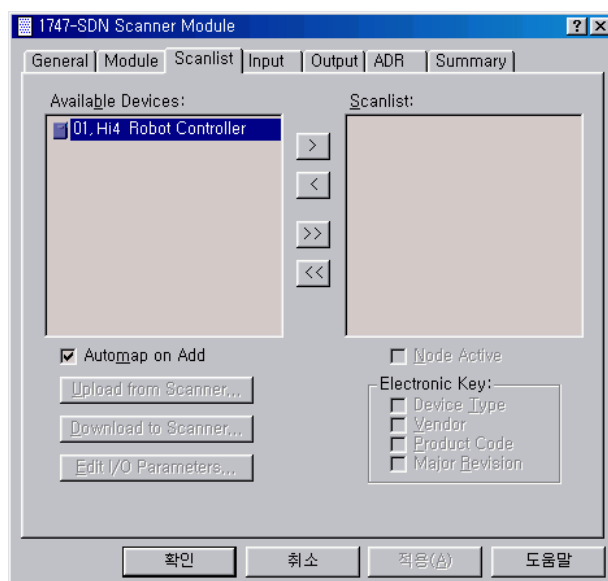 1747-SDN Scanner Module
General Module Scanlist Input Output ADR Summary
Available Devices:
01, Hi4 Robot Controller
Scanlist:
>
<
>>
<<
Automap on Add
Upload from Scanner...
Download to Scanner...
Edit I/O Parameters...
Node Active
Electronic Key:
Device Type
Vendor
Product Code
Major Revision
확인 취소 적용(A) 도움말